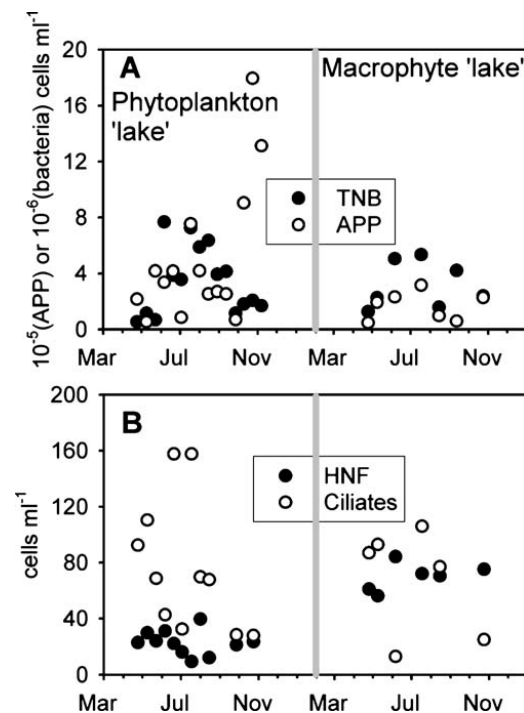 A
Phytoplankton
'lake'
Macrophyte 'lake'
TNB
APP
10⁻⁵(APP) or 10⁻⁶(bacteria) cells ml⁻¹
20
16
12
8
4
0
Mar Jul Nov Mar Jul Nov
B
HNF
Ciliates
cells ml⁻¹
200
160
120
80
40
0
Mar Jul Nov Mar Jul Nov